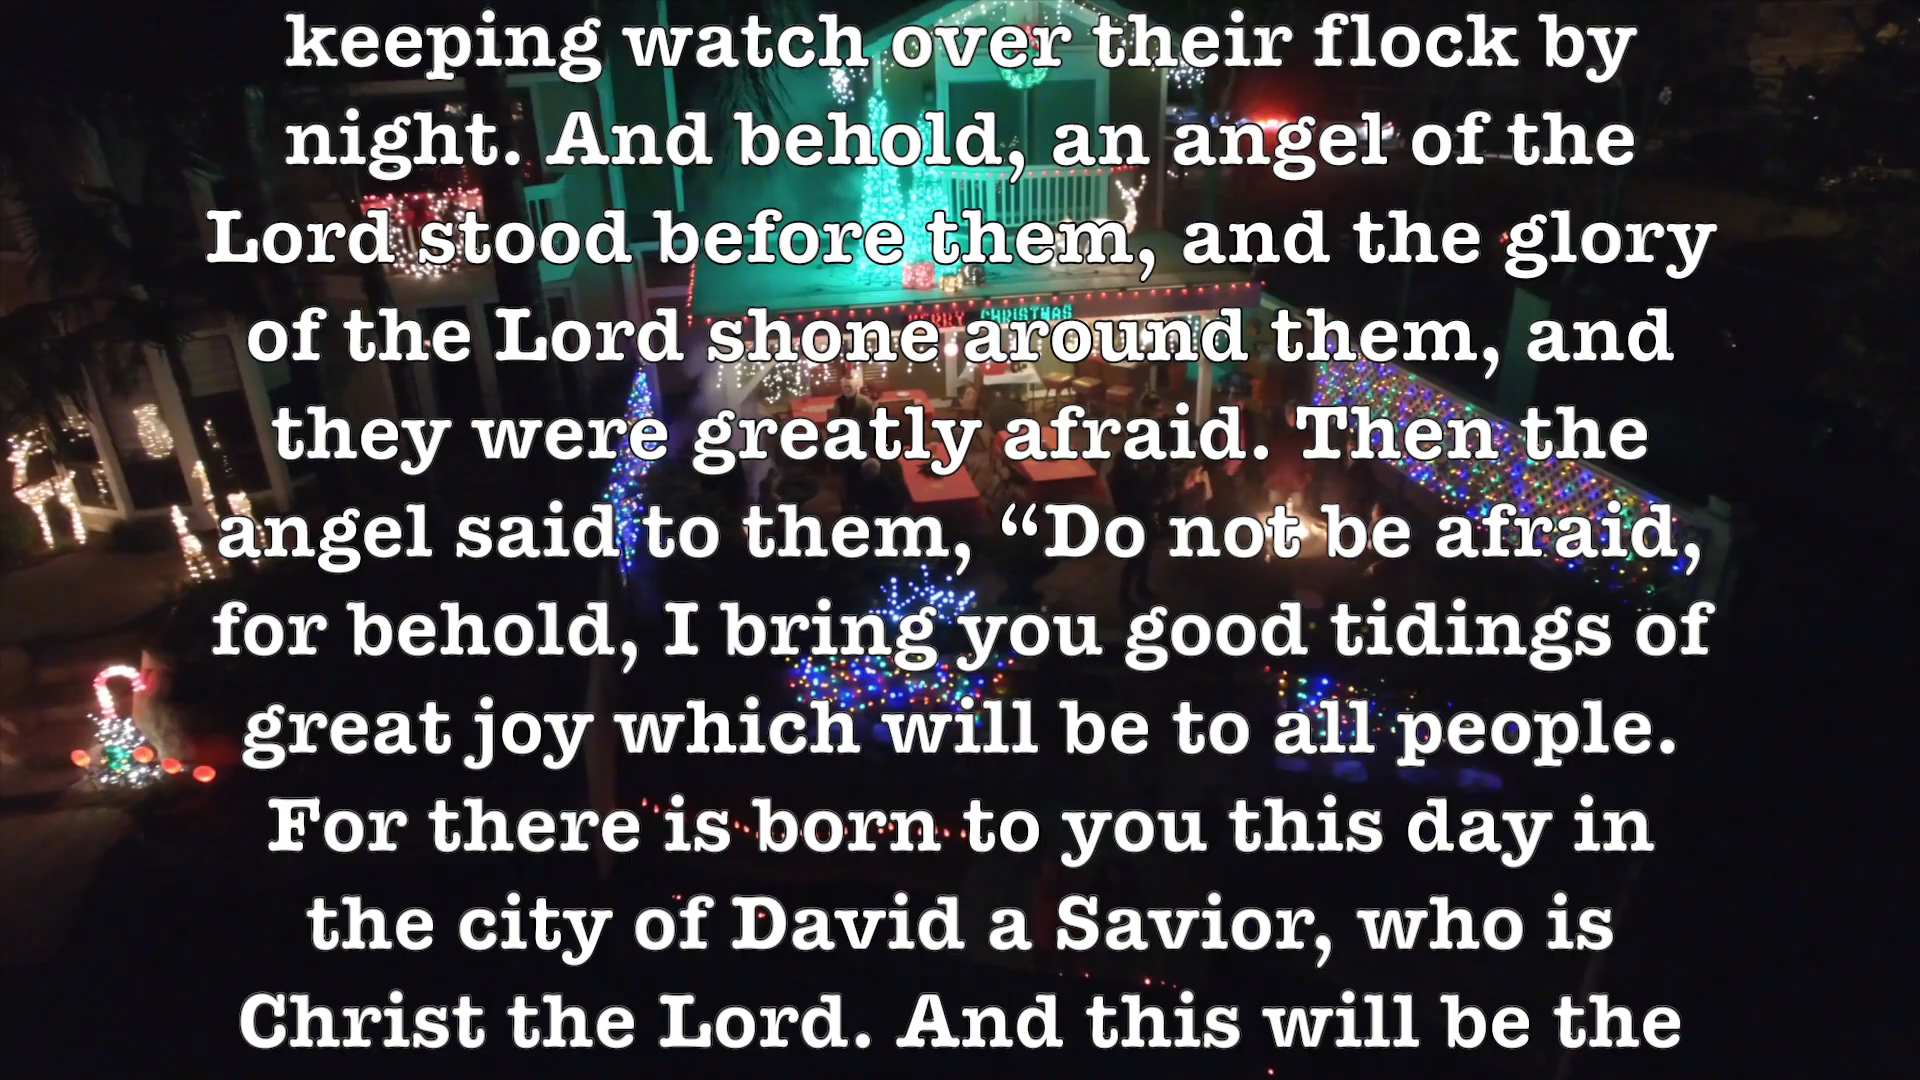 keeping watch over their flock by
night. And behold, an angel of the
Lord stood before them, and the glory
of the Lord shone around them, and
they were greatly afraid. Then the
angel said to them, “Do not be afraid,
for behold, I bring you good tidings of
great joy which will be to all people.
For there is born to you this day in
the city of David a Savior, who is
Christ the Lord. And this will be the
MERRY CHRISTMAS